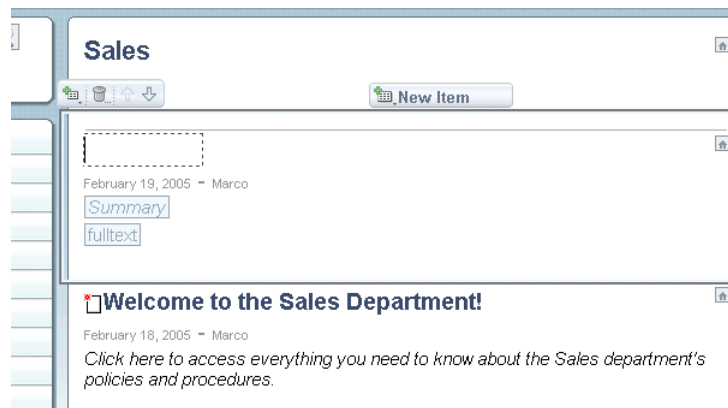 Sales
New Item
February 19, 2005 - Marco
Summary
fulltext
Welcome to the Sales Department!
February 18, 2005 - Marco
Click here to access everything you need to know about the Sales department's
policies and procedures.